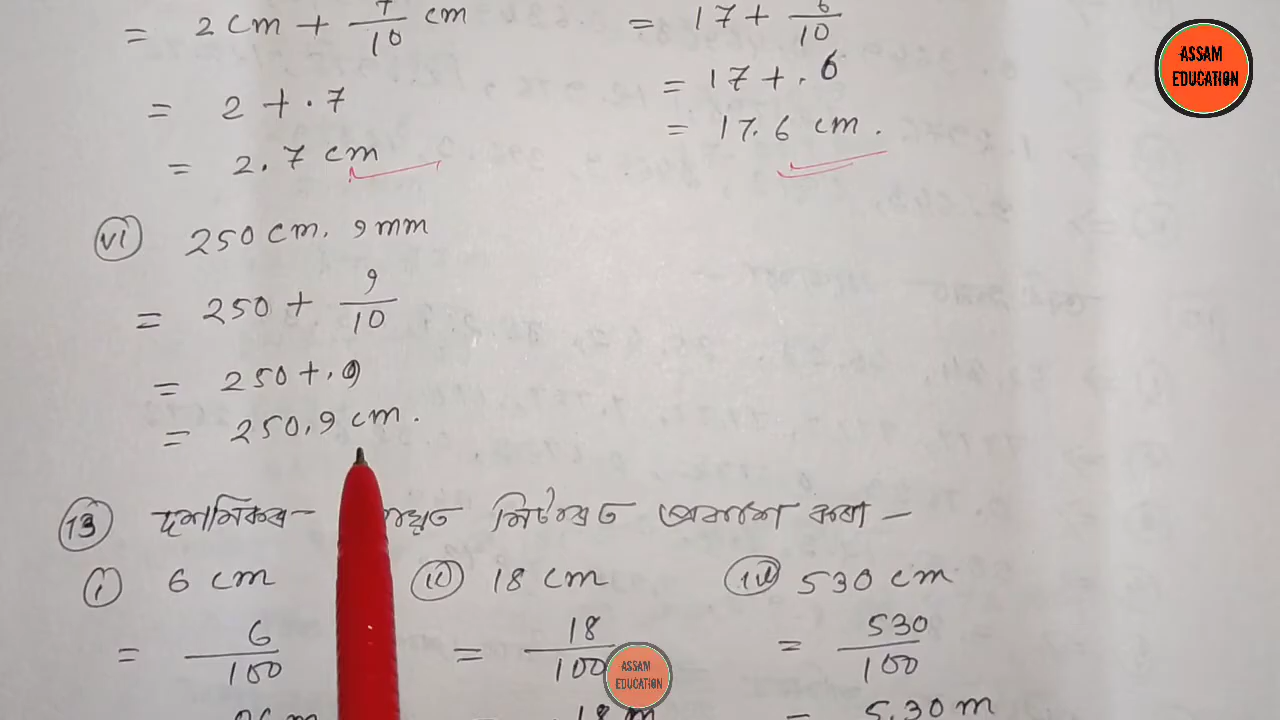 = 2 cm + 7/10 cm
= 2 + .7
= 2.7 cm
= 17 + 6/10
= 17 + .6
= 17.6 cm.
ASSAM
EDUCATION
(vi) 250 cm. 9 mm
= 250 + 9/10
= 250 + .9
= 250.9 cm.
(13) দশমিকৰ- মিটাৰত প্ৰকাশ কৰা -
(i) 6 cm
= 6/100
(ii) 18 cm
= 18/100
.18 m
530 cm
= 530/100
= 5.30 m
ASSAM
EDUCATION